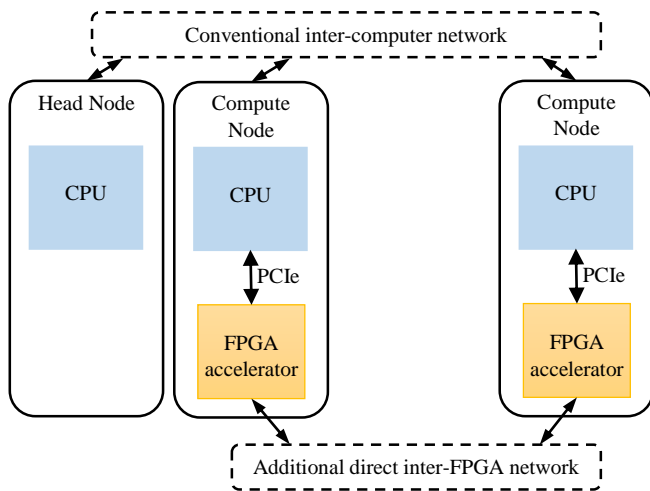 Conventional inter-computer network
Head Node
CPU
Compute
Node
CPU
PCIe
FPGA
accelerator
Compute
Node
CPU
PCIe
FPGA
accelerator
Additional direct inter-FPGA network